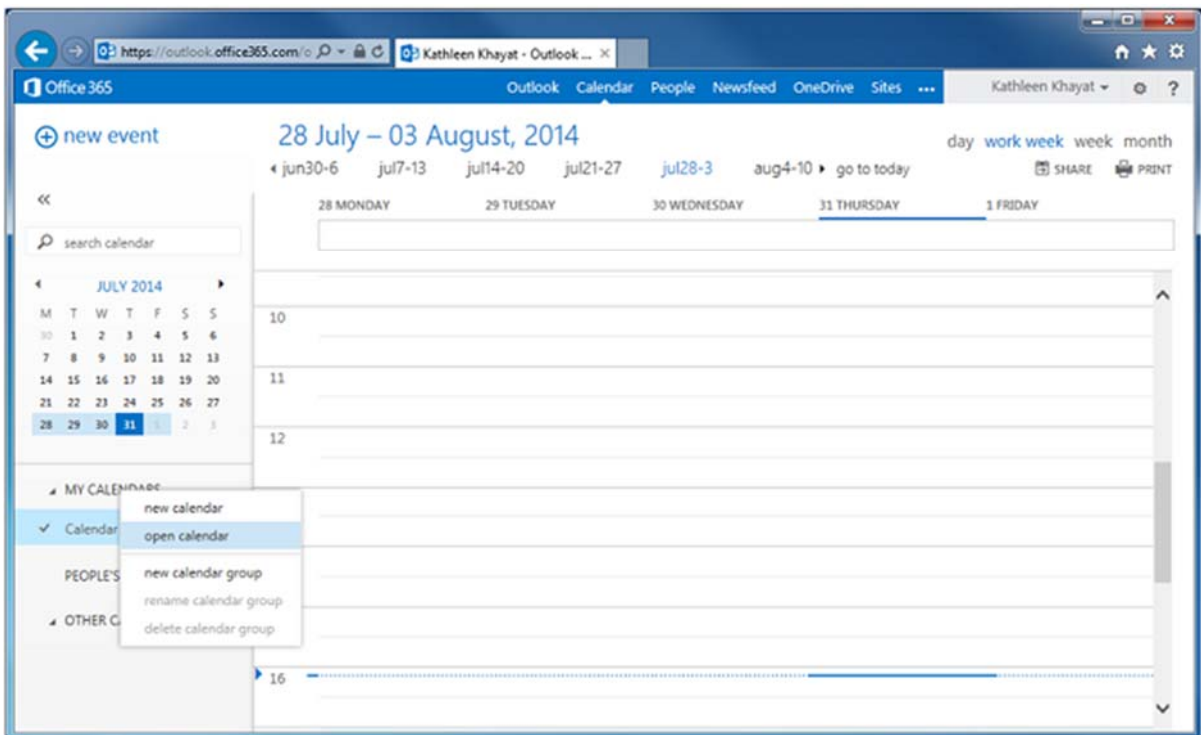 https://outlook.office365.com/o
Kathleen Khayat - Outlook ...
Office 365
Outlook Calendar People Newsfeed OneDrive Sites ...
Kathleen Khayat
?
new event
28 July – 03 August, 2014
day work week week month
jun30-6 jul7-13 jul14-20 jul21-27 jul28-3 aug4-10 go to today
SHARE PRINT
«
28 MONDAY 29 TUESDAY 30 WEDNESDAY 31 THURSDAY 1 FRIDAY
search calendar
JULY 2014
M T W T F S S
30 1 2 3 4 5 6
7 8 9 10 11 12 13
14 15 16 17 18 19 20
21 22 23 24 25 26 27
28 29 30 31 1 2 3
10
11
12
16
MY CALENDARS
Calendar
PEOPLE'S
OTHER C
new calendar
open calendar
new calendar group
rename calendar group
delete calendar group